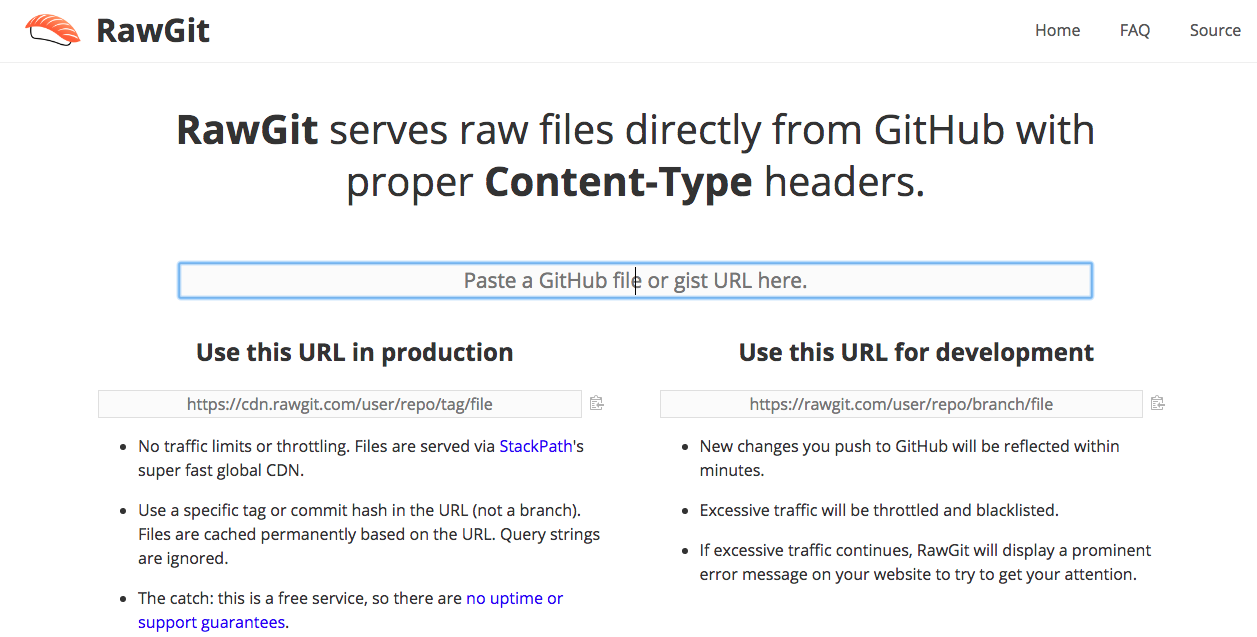 RawGit
Home
FAQ
Source
RawGit serves raw files directly from GitHub with
proper Content-Type headers.
Paste a GitHub file or gist URL here.
Use this URL in production
https://cdn.rawgit.com/user/repo/tag/file
No traffic limits or throttling. Files are served via StackPath's
super fast global CDN.
Use a specific tag or commit hash in the URL (not a branch).
Files are cached permanently based on the URL. Query strings
are ignored.
The catch: this is a free service, so there are no uptime or
support guarantees.
Use this URL for development
https://rawgit.com/user/repo/branch/file
New changes you push to GitHub will be reflected within
minutes.
Excessive traffic will be throttled and blacklisted.
If excessive traffic continues, RawGit will display a prominent
error message on your website to try to get your attention.